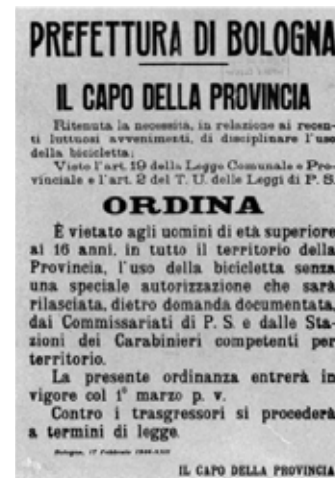 PREFETTURA DI BOLOGNA
IL CAPO DELLA PROVINCIA
Ritenuta la necessità, in relazione ai recen-
ti luttuosi avvenimenti, di disciplinare l'uso
della bicicletta;
Visto l'art. 19 della Legge Comunale e Pro-
vinciale e l'art. 2 del T. U. delle Leggi di P. S.
ORDINA
È vietato agli uomini di età superiore
ai 16 anni, in tutto il territorio della
Provincia, l'uso della bicicletta senza
una speciale autorizzazione che sarà
rilasciata, dietro domanda documentata,
dai Commissariati di P. S. e dalle Sta-
zioni dei Carabinieri competenti per
territorio.
La presente ordinanza entrerà in
vigore col 1° marzo p. v.
Contro i trasgressori si procederà
a termini di legge.
Bologna, 17 Febbraio 1944-XXII
IL CAPO DELLA PROVINCIA